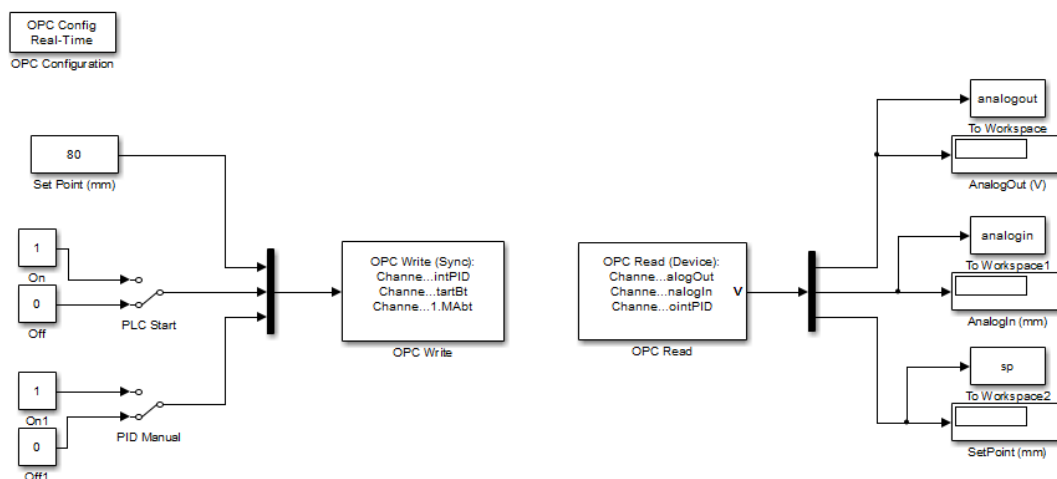 OPC Config
Real-Time
OPC Configuration
80
Set Point (mm)
1
On
0
Off
PLC Start
1
On1
0
Off1
PID Manual
OPC Write (Sync):
Channe...intPID
Channe...tartBt
Channe...1.MAbt
OPC Write
OPC Read (Device):
Channe...alogOut
Channe...nalogIn
Channe...ointPID
V
OPC Read
analogout
To Workspace
AnalogOut (V)
analogin
To Workspace1
AnalogIn (mm)
sp
To Workspace2
SetPoint (mm)